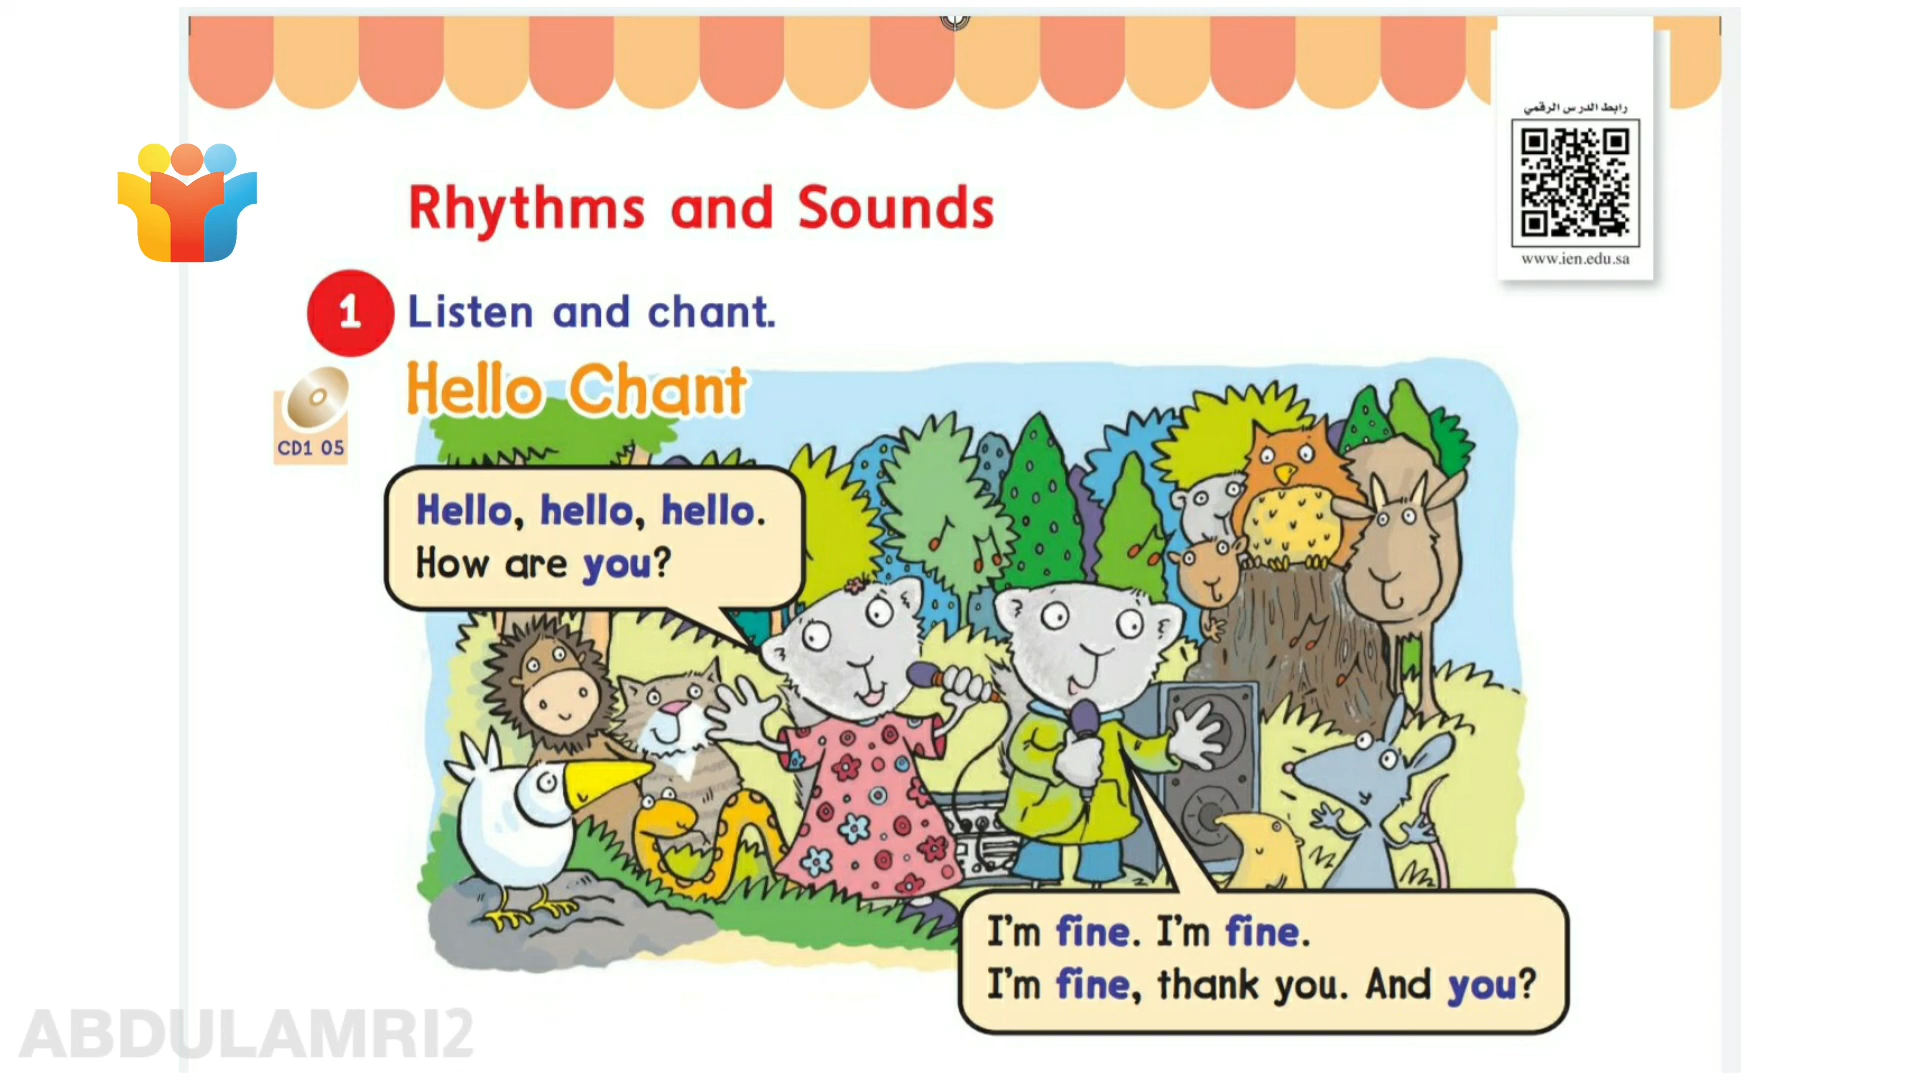 رابط الدرس الرقمي
www.ien.edu.sa
Rhythms and Sounds
1 Listen and chant.
CD1 05
Hello Chant
Hello, hello, hello.
How are you?
I'm fine. I'm fine.
I'm fine, thank you. And you?
ABDULAMRI2